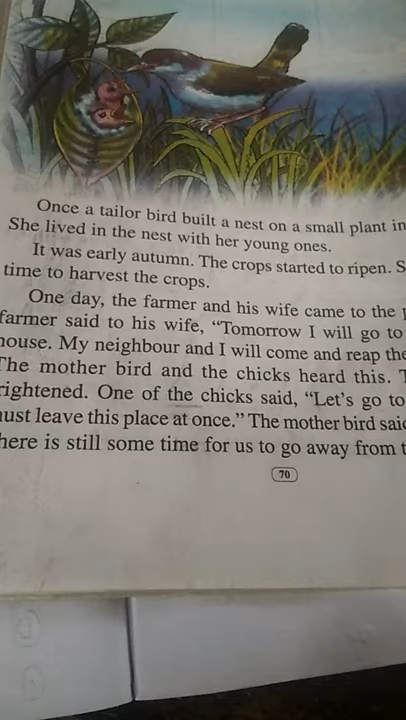 Once a tailor bird built a nest on a small plant in
She lived in the nest with her young ones.
It was early autumn. The crops started to ripen. S
time to harvest the crops.
One day, the farmer and his wife came to the
farmer said to his wife, “Tomorrow I will go to
house. My neighbour and I will come and reap the
The mother bird and the chicks heard this. T
rightened. One of the chicks said, “Let's go to
ust leave this place at once.” The mother bird said
here is still some time for us to go away from t
70